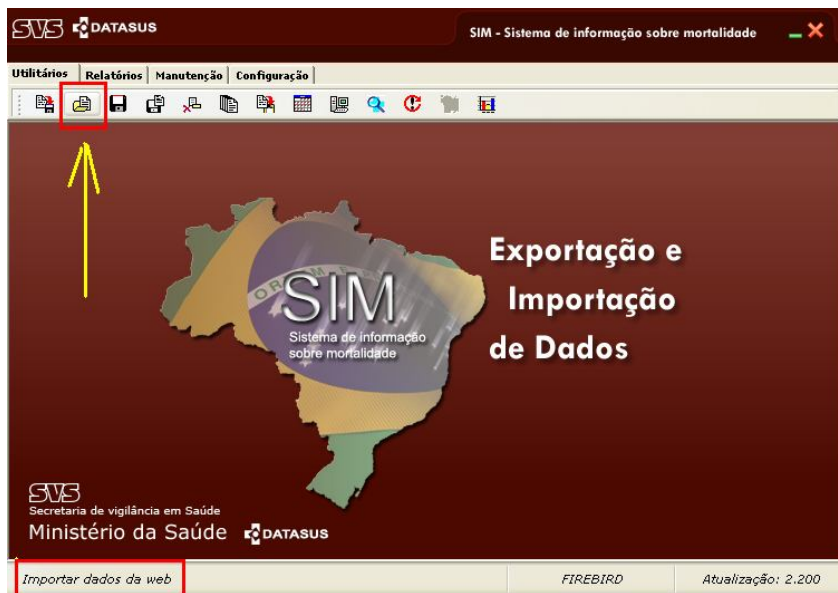 SVS DATASUS
SIM - Sistema de informação sobre mortalidade
Utilitários Relatórios Manutenção Configuração
ORDEM E
SIM
Sistema de informação
sobre mortalidade
Exportação e
Importação
de Dados
SVS
Secretaria de vigilância em Saúde
Ministério da Saúde DATASUS
Importar dados da web FIREBIRD Atualização: 2.200